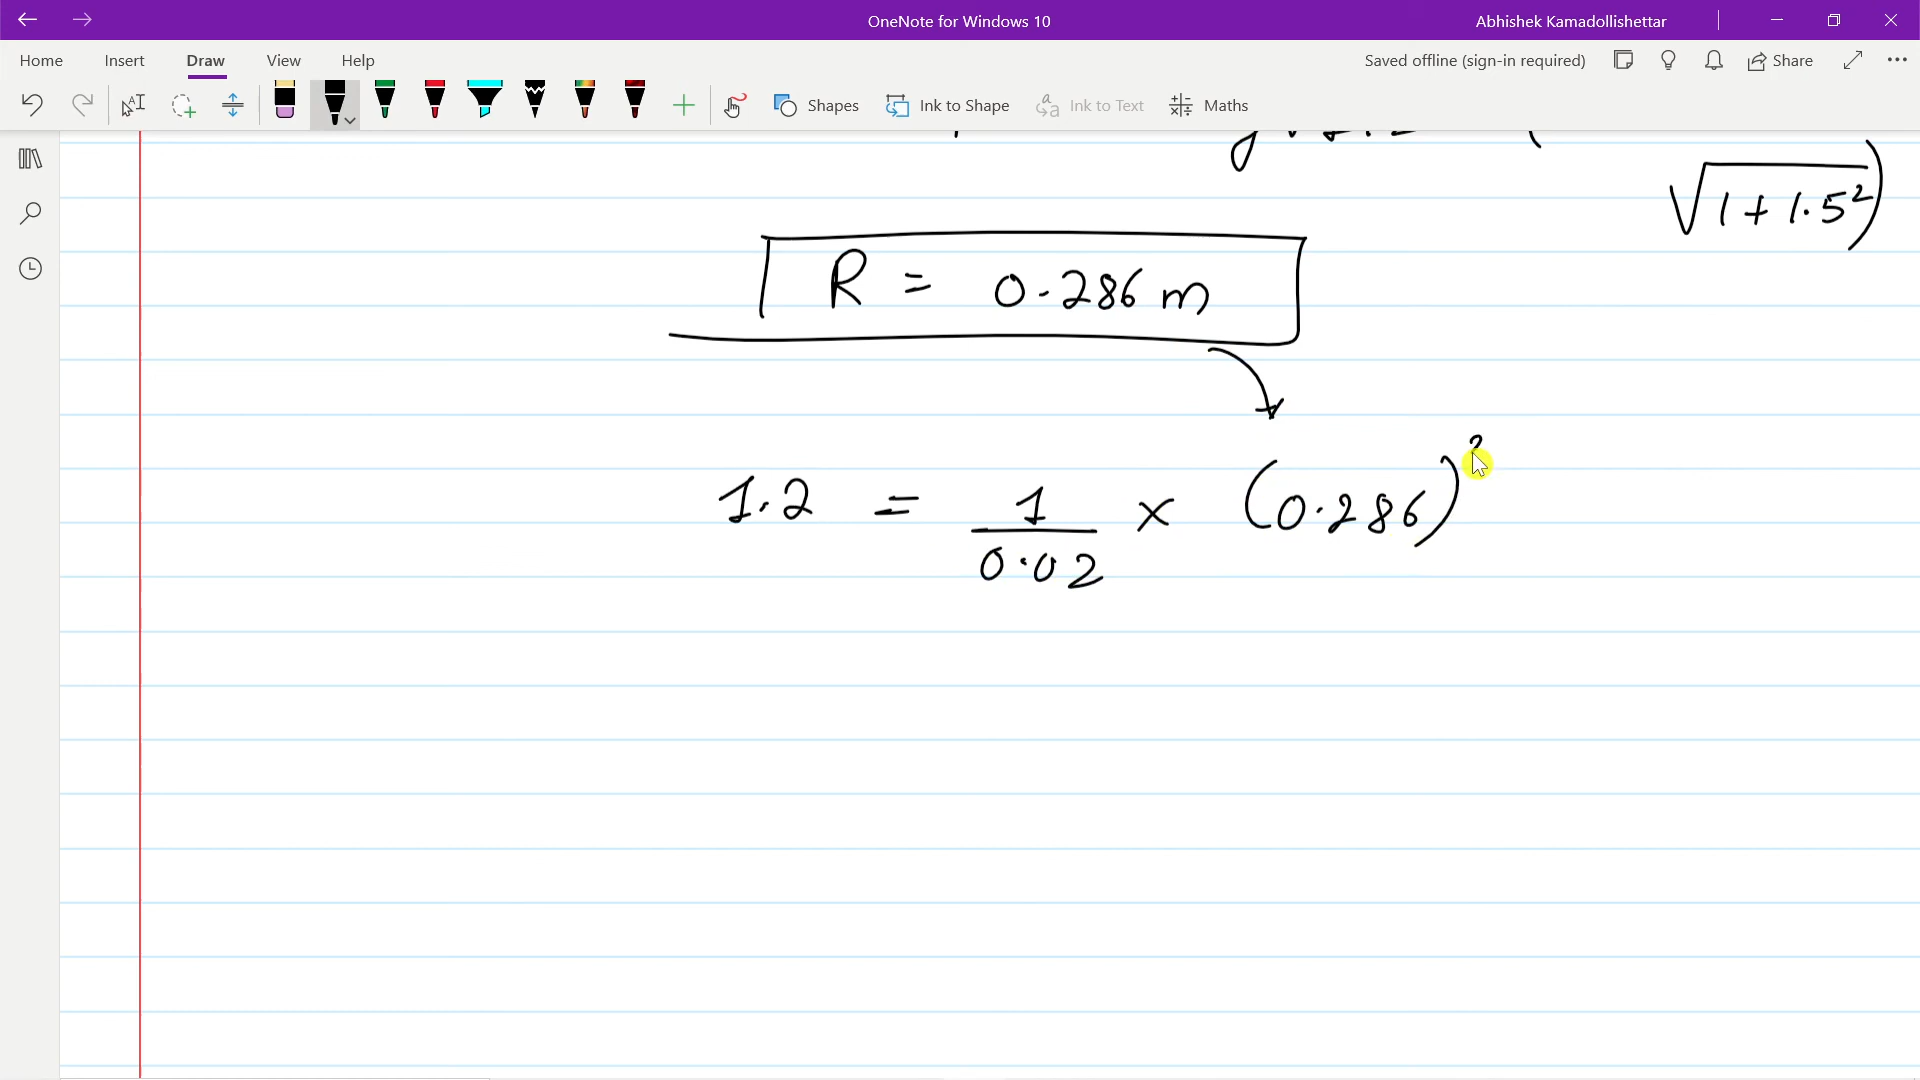 OneNote for Windows 10
Abhishek Kamadollishettar
Home Insert Draw View Help
Saved offline (sign-in required)
Share
Shapes
Ink to Shape
Ink to Text
Maths
√(1 + 1.5²)
R = 0.286 m
1.2 = 1/0.02 × (0.286)